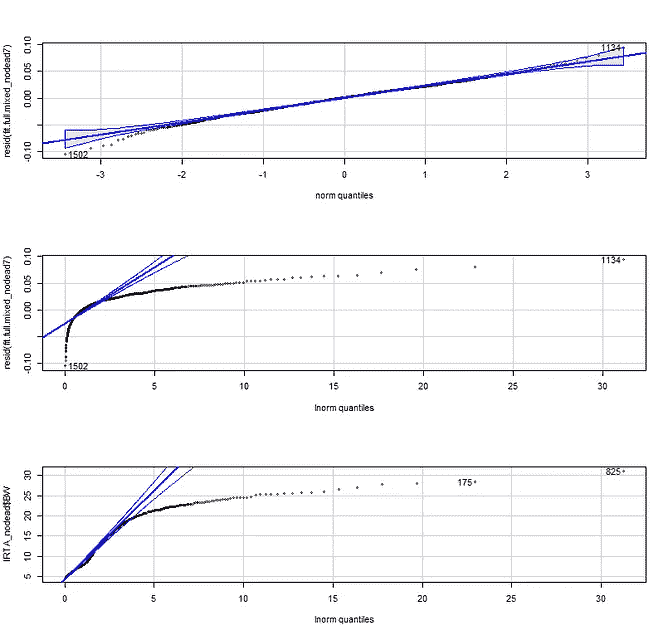 resid(fit.full.mixed_nodead7)
0.10
0.05
0.00
-0.10
1134
1502
-3 -2 -1 0 1 2 3
norm quantiles
resid(fit.full.mixed_nodead7)
0.10
0.05
0.00
-0.10
1134
1502
0 5 10 15 20 25 30
lnorm quantiles
IRTA_nodead$BW
30
25
20
15
10
5
825
175
0 5 10 15 20 25 30
lnorm quantiles